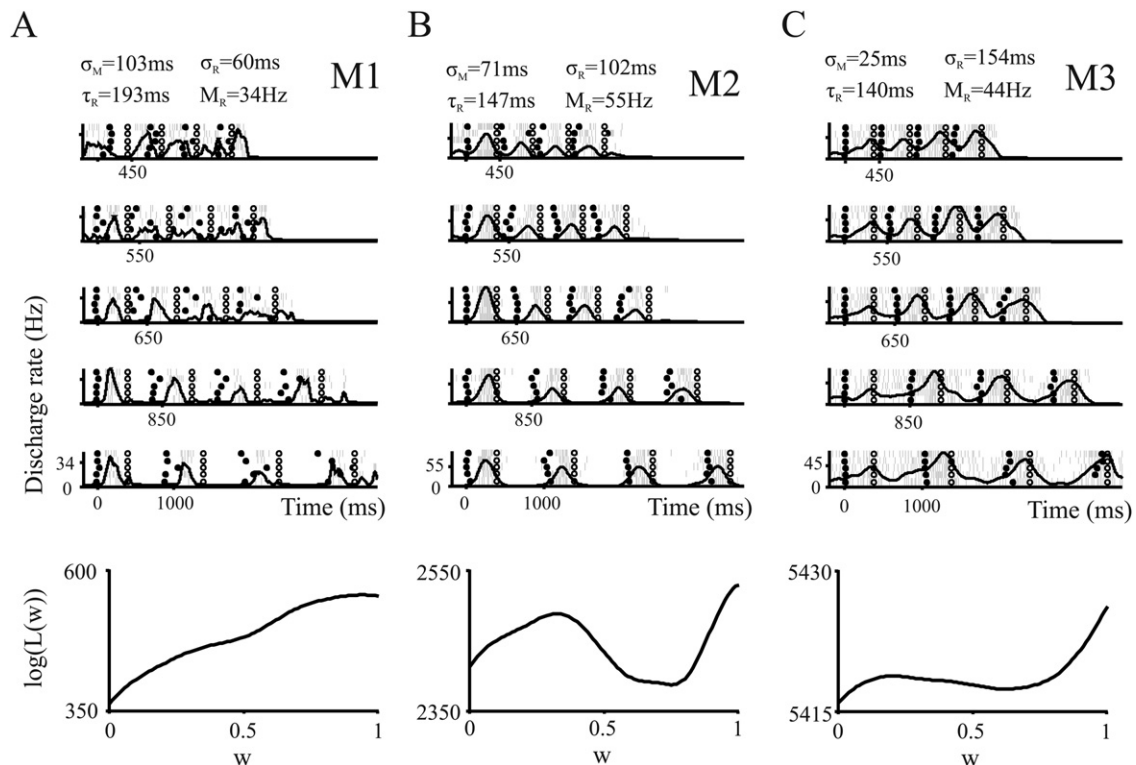 A
σM=103ms σR=60ms
τR=193ms MR=34Hz
M1
450
550
650
850
34
0
0 1000 Time (ms)
Discharge rate (Hz)
B
σM=71ms σR=102ms
τR=147ms MR=55Hz
M2
450
550
650
850
55
0
0 1000 Time (ms)
C
σM=25ms σR=154ms
τR=140ms MR=44Hz
M3
450
550
650
850
45
0
0 1000 Time (ms)
600
350
log(L(w))
0 0.5 1
w
2550
2350
0 0.5 1
w
5430
5415
0 0.5 1
w